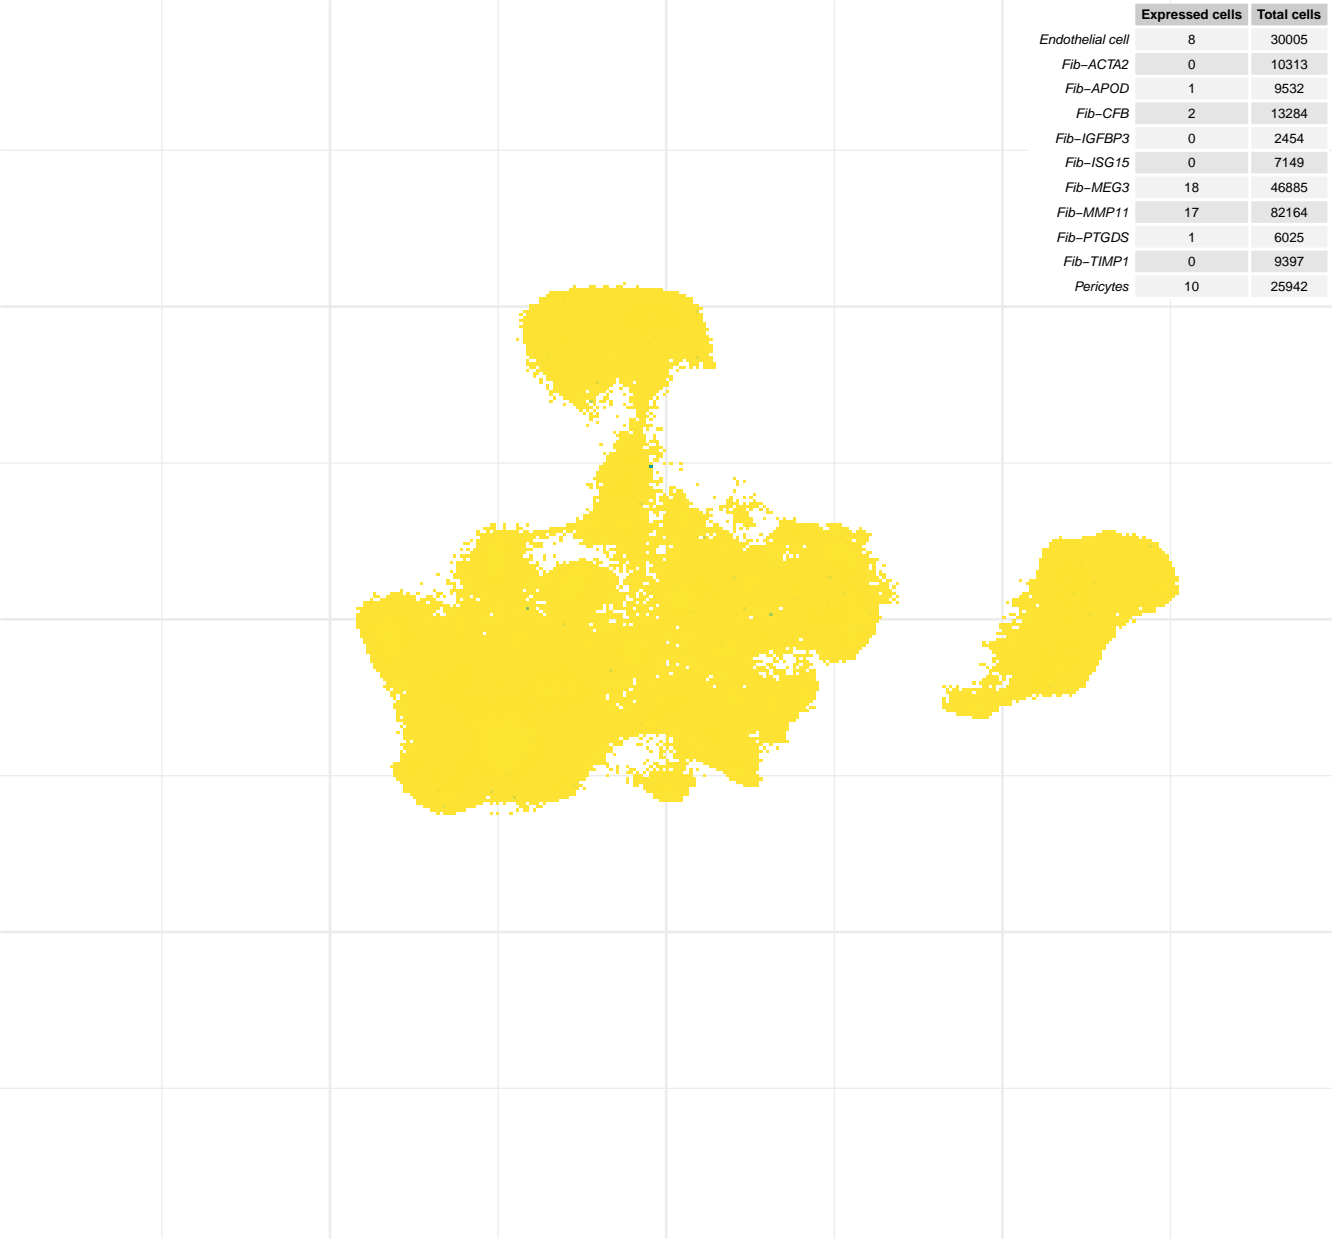 Expressed cells Total cells
Endothelial cell 8 30005
Fib−ACTA2 0 10313
Fib−APOD 1 9532
Fib−CFB 2 13284
Fib−IGFBP3 0 2454
Fib−ISG15 0 7149
Fib−MEG3 18 46885
Fib−MMP11 17 82164
Fib−PTGDS 1 6025
Fib−TIMP1 0 9397
Pericytes 10 25942